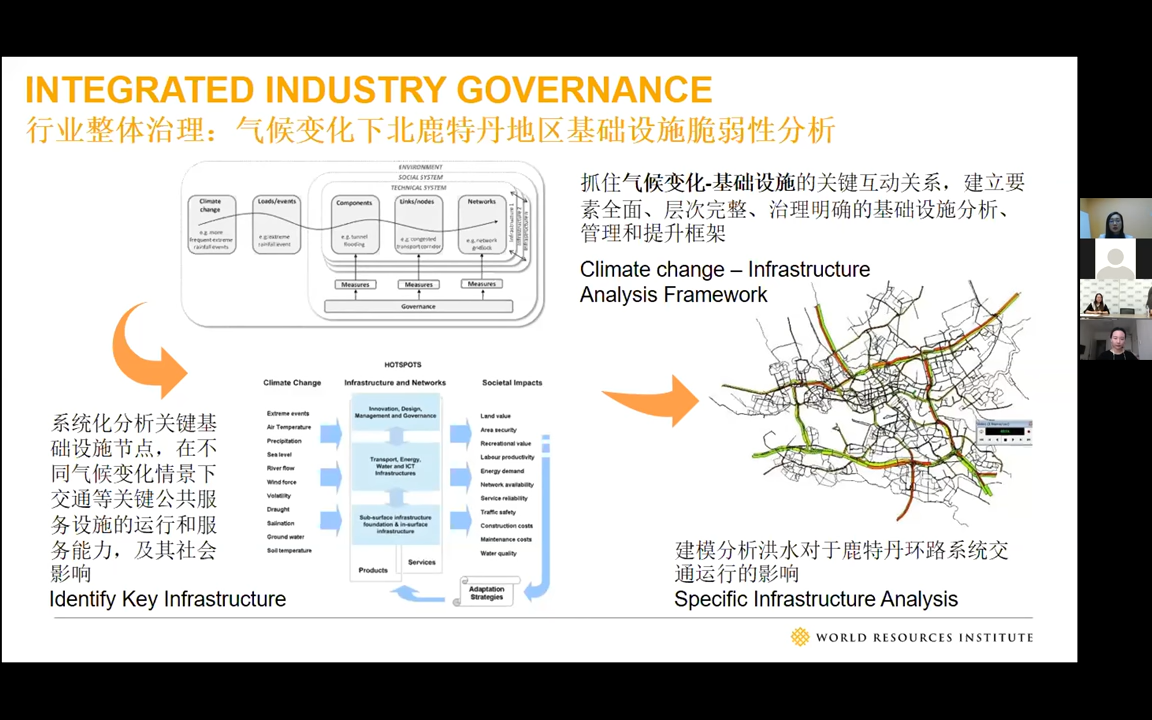 INTEGRATED INDUSTRY GOVERNANCE
行业整体治理：气候变化下北鹿特丹地区基础设施脆弱性分析
ENVIRONMENT
SOCIAL SYSTEM
TECHNICAL SYSTEM
Climate change
e.g. more frequent extreme rainfall events
Loads/events
e.g. extreme rainfall event
Components
e.g. tunnel flooding
Links/nodes
e.g. congested transport corridor
Networks
e.g. network gridlock
Measures
Measures
Measures
Governance
抓住气候变化-基础设施的关键互动关系，建立要
素全面、层次完整、治理明确的基础设施分析、
管理和提升框架
Climate change – Infrastructure
Analysis Framework
系统化分析关键基
础设施节点，在不
同气候变化情景下
交通等关键公共服
务设施的运行和服
务能力，及其社会
影响
Identify Key Infrastructure
HOTSPOTS
Climate Change
Infrastructure and Networks
Societal Impacts
Extreme events
Air Temperature
Precipitation
Sea level
River flow
Wind force
Volatility
Draught
Salination
Ground water
Soil temperature
Innovation, Design,
Management and Governance
Transport, Energy,
Water and ICT
Infrastructures
Sub-surface infrastructure
foundation & in-surface
infrastructure
Services
Products
Land value
Area security
Recreational value
Labour productivity
Energy demand
Network availability
Service reliability
Traffic safety
Construction costs
Maintenance costs
Water quality
Adaptation
Strategies
建模分析洪水对于鹿特丹环路系统交
通运行的影响
Specific Infrastructure Analysis
WORLD RESOURCES INSTITUTE